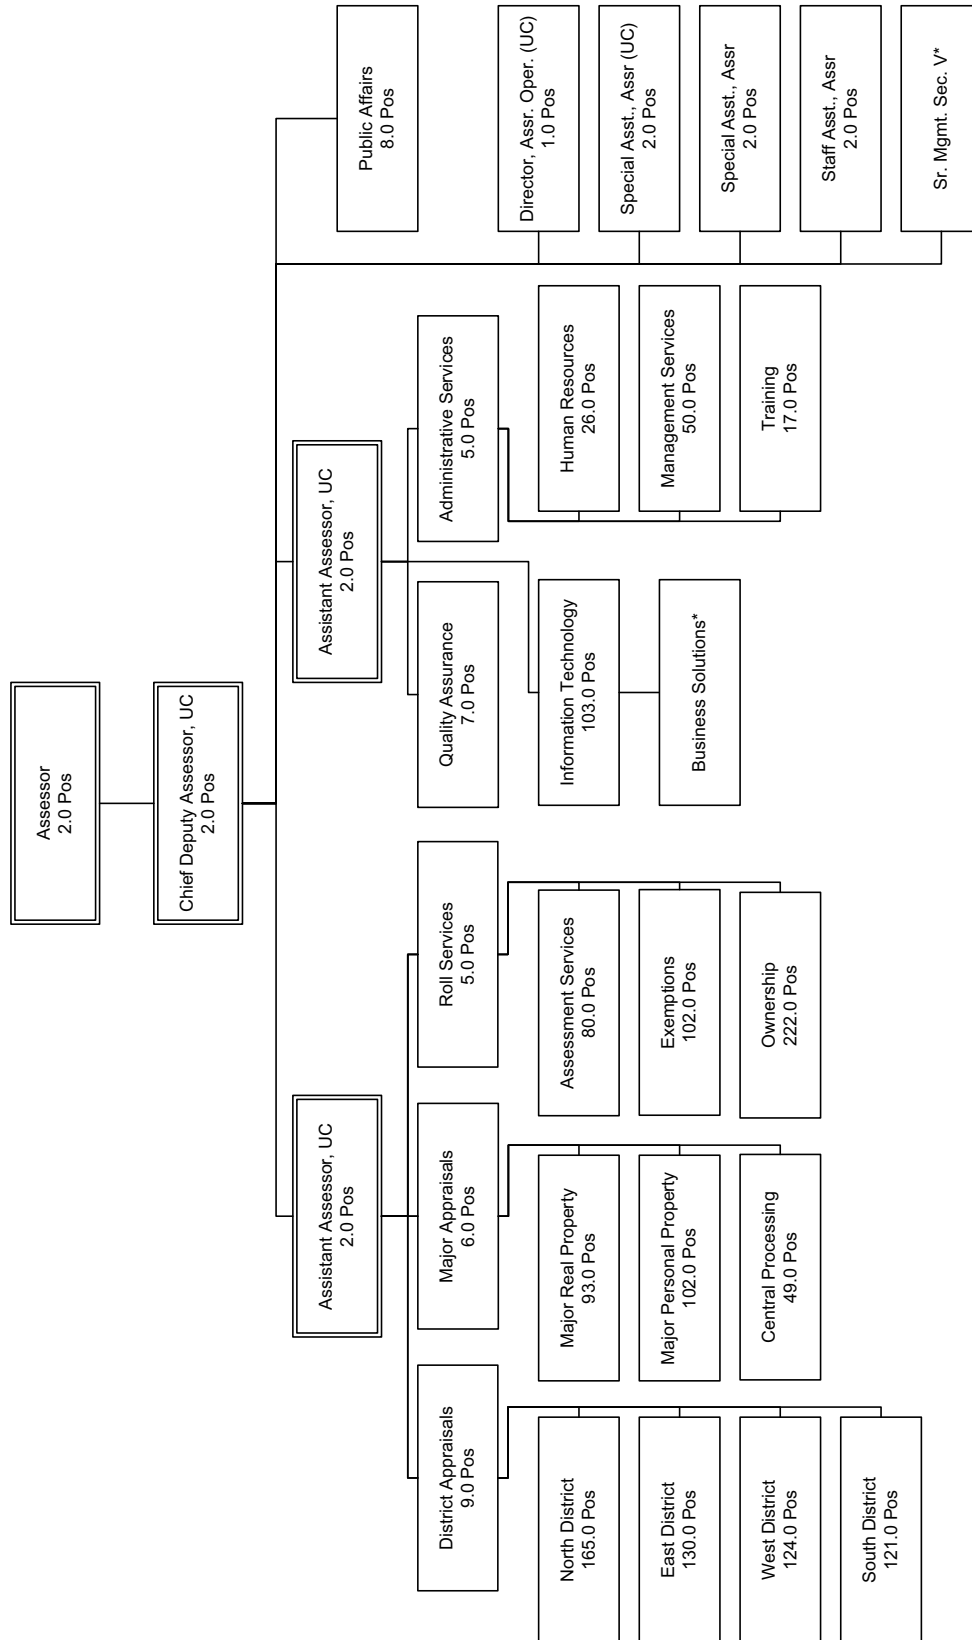 Assessor
2.0 Pos
Chief Deputy Assessor, UC
2.0 Pos
Public Affairs
8.0 Pos
Assistant Assessor, UC
2.0 Pos
Assistant Assessor, UC
2.0 Pos
District Appraisals
9.0 Pos
Major Appraisals
6.0 Pos
Roll Services
5.0 Pos
Quality Assurance
7.0 Pos
Administrative Services
5.0 Pos
North District
165.0 Pos
East District
130.0 Pos
West District
124.0 Pos
South District
121.0 Pos
Major Real Property
93.0 Pos
Major Personal Property
102.0 Pos
Central Processing
49.0 Pos
Assessment Services
80.0 Pos
Exemptions
102.0 Pos
Ownership
222.0 Pos
Information Technology
103.0 Pos
Business Solutions*
Human Resources
26.0 Pos
Management Services
50.0 Pos
Training
17.0 Pos
Director, Assr. Oper. (UC)
1.0 Pos
Special Asst., Assr (UC)
2.0 Pos
Special Asst., Assr
2.0 Pos
Staff Asst., Assr
2.0 Pos
Sr. Mgmt. Sec. V*